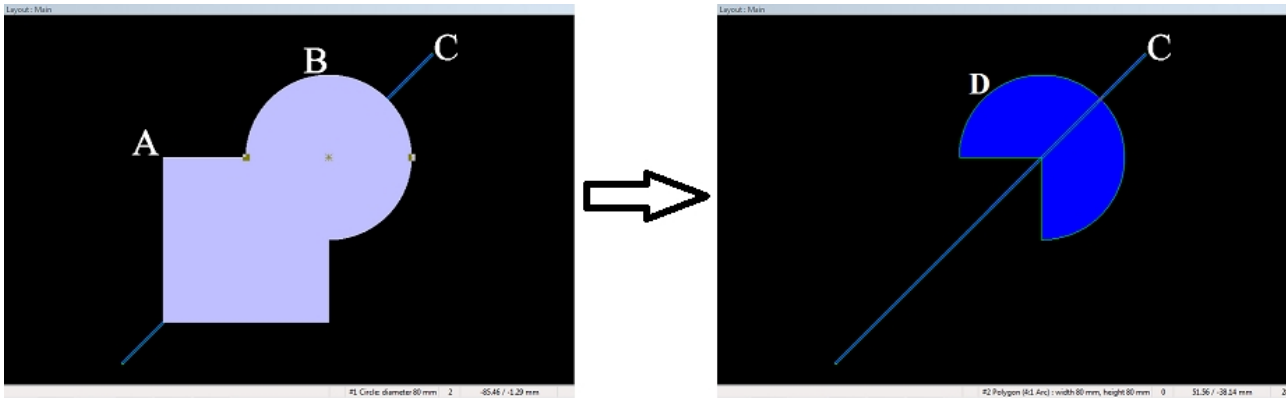 Layout : Main
B
C
A
#1 Circle: diameter 80 mm 2 -85.46 / -1.29 mm
Layout : Main
C
D
#2 Polygon (4:1 Arc) : width 80 mm, height 80 mm 0 51.56 / -38.14 mm